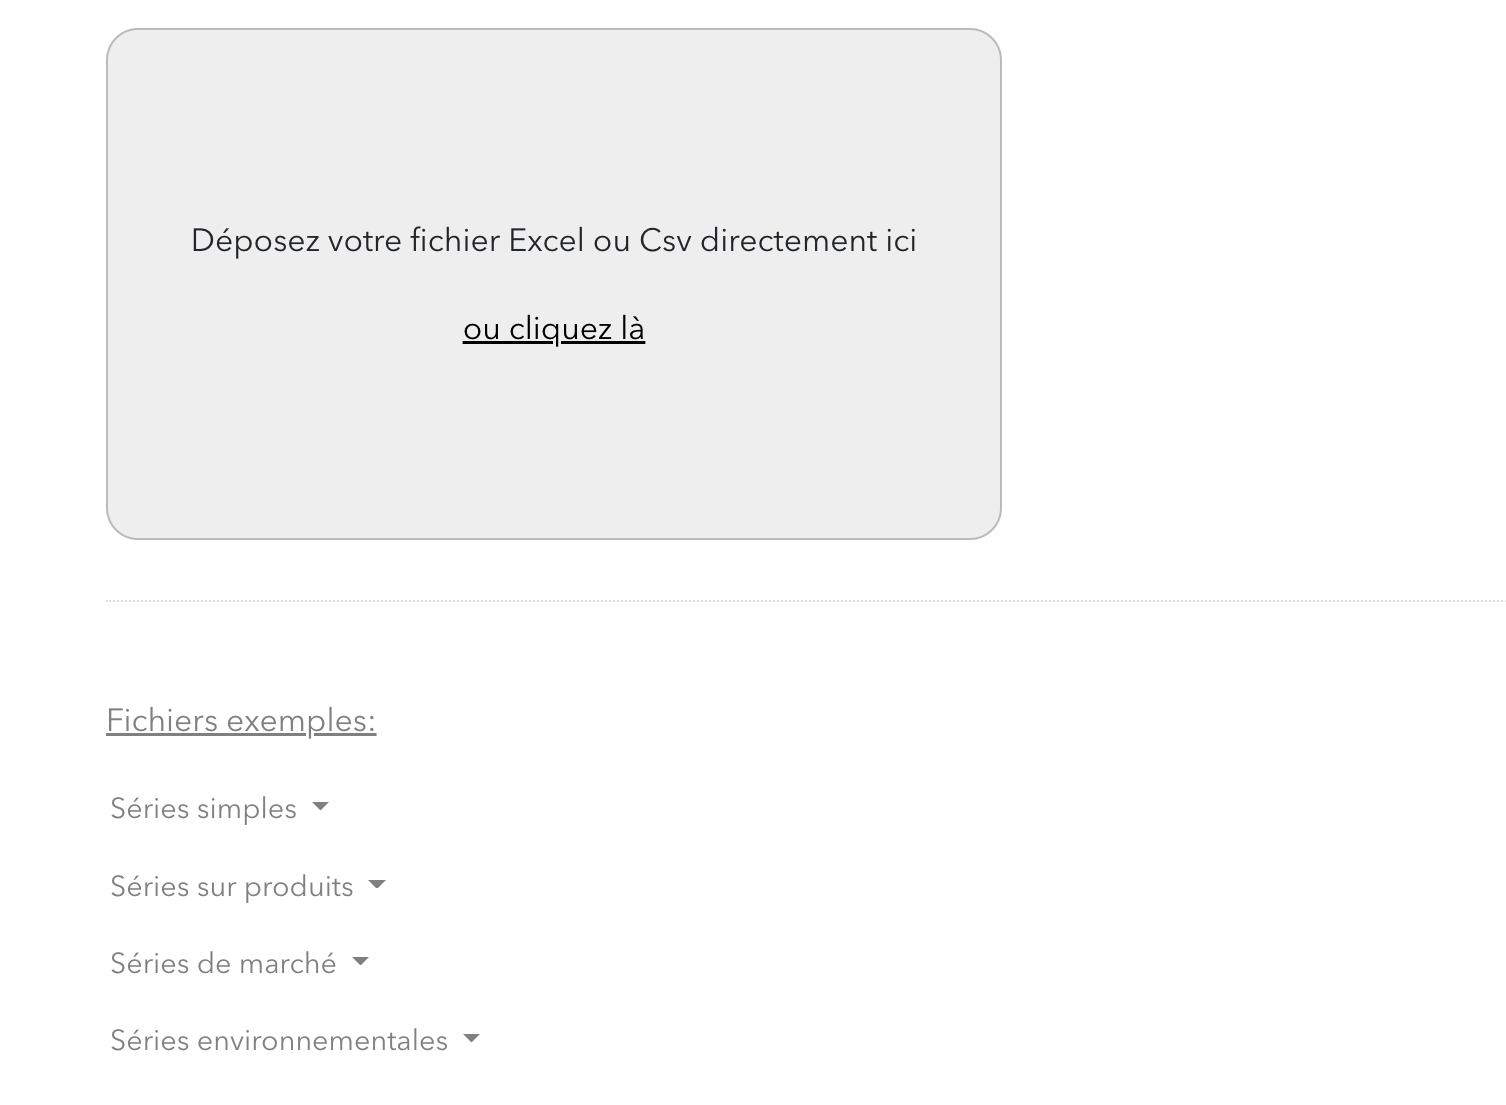 Déposez votre fichier Excel ou Csv directement ici
ou cliquez là
Fichiers exemples:
Séries simples
Séries sur produits
Séries de marché
Séries environnementales